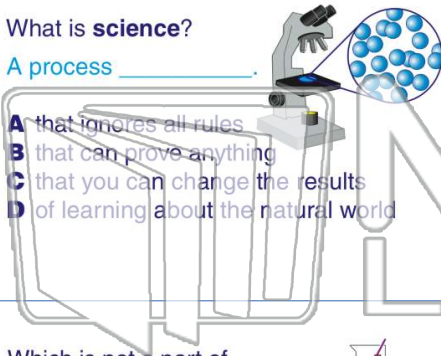 What is science?
A process ____________.
A that ignores all rules
B that can prove anything
C that you can change the results
D of learning about the natural world
Which is not a part of